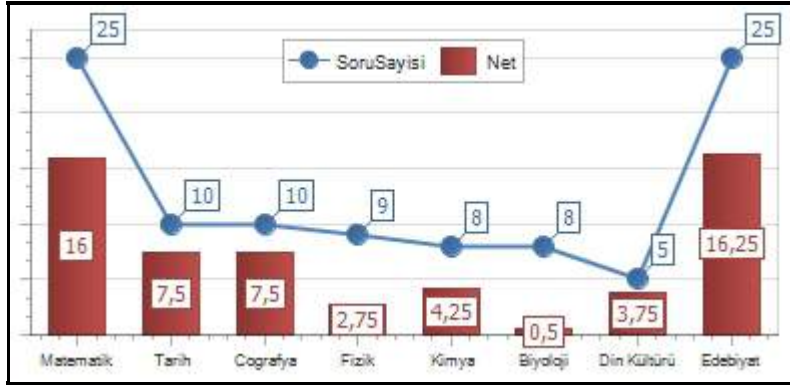 25
25
SoruSayisi
Net
10
10
9
8
8
5
16
7,5
7,5
2,75
4,25
0,5
3,75
16,25
Matematik
Tarih
Cografya
Fizik
Kimya
Biyoloji
Din Kültürü
Edebiyat